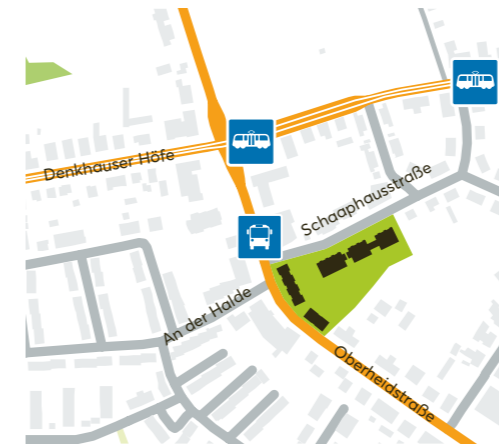 Denkhauser Höfe
Schaaphausstraße
An der Halde
Oberheidstraße